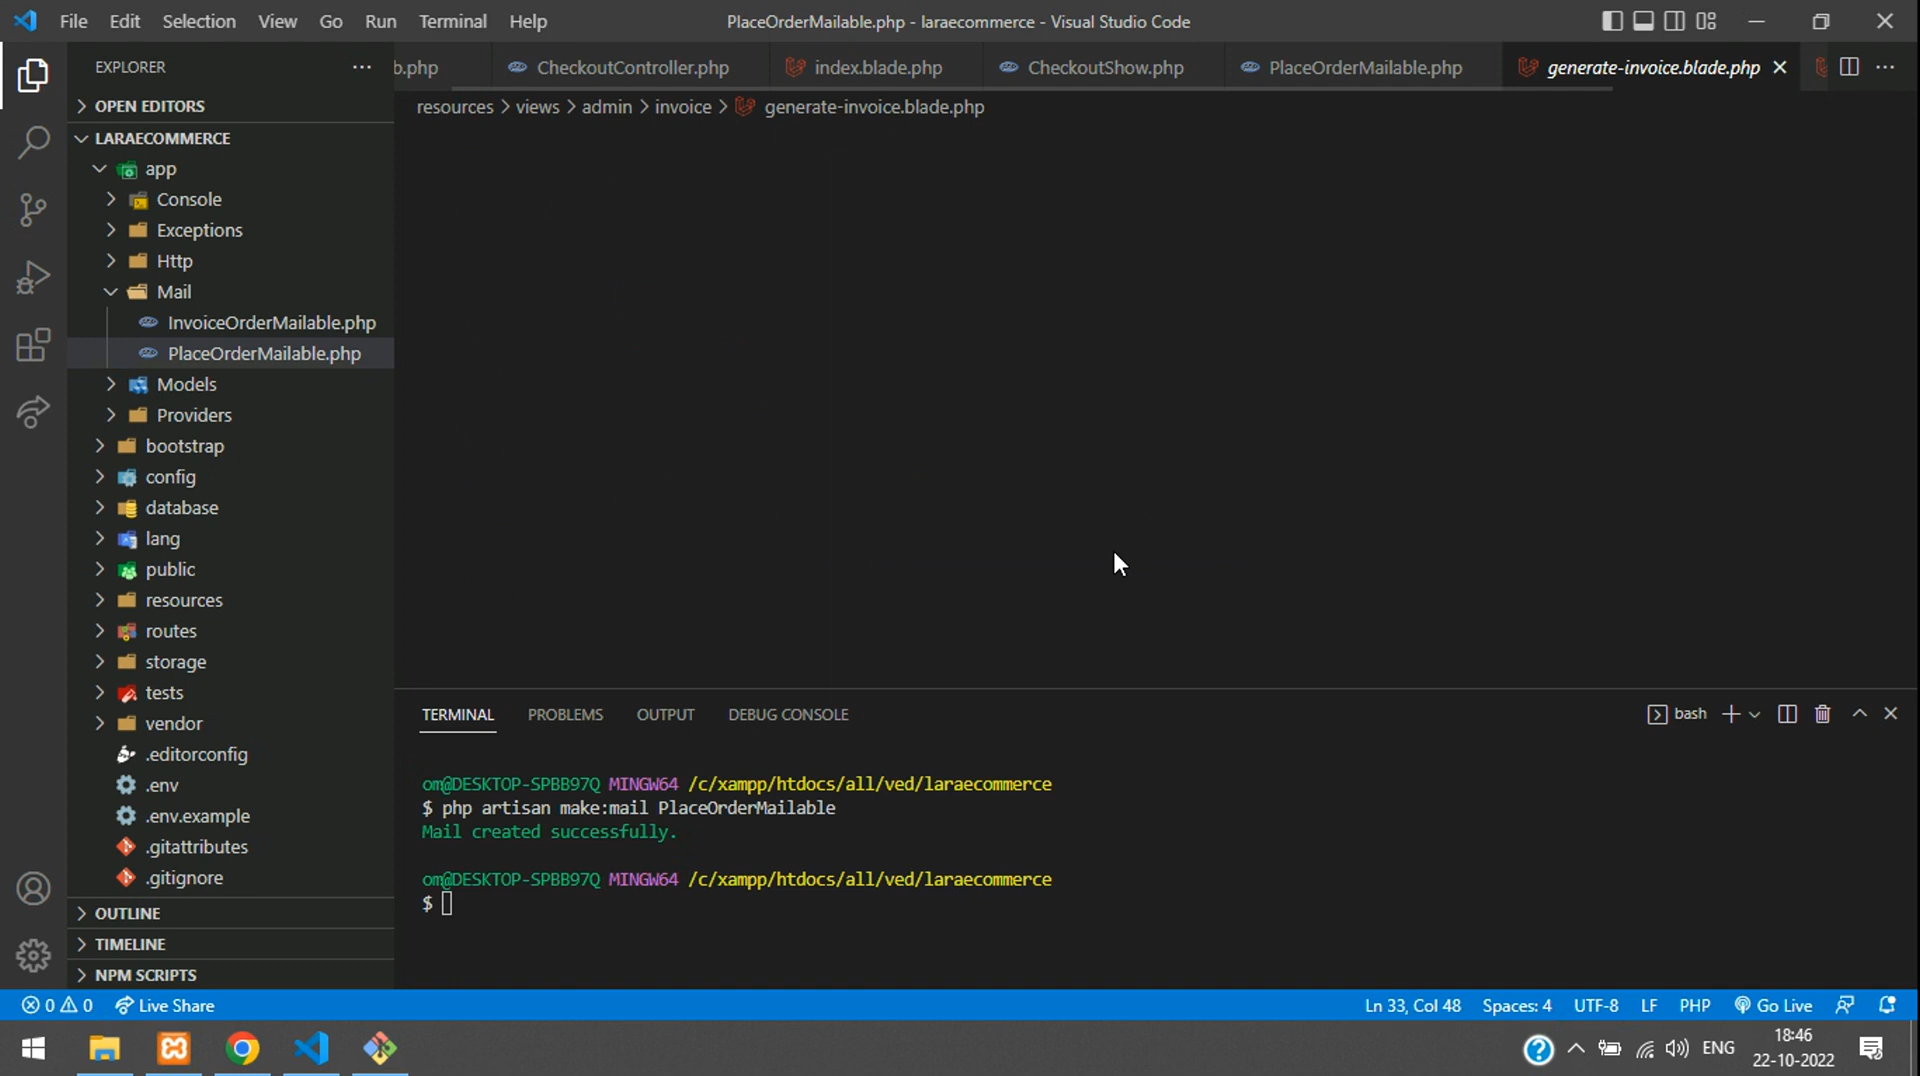 File Edit Selection View Go Run Terminal Help
PlaceOrderMailable.php - laraecommerce - Visual Studio Code
EXPLORER
b.php CheckoutController.php index.blade.php CheckoutShow.php PlaceOrderMailable.php generate-invoice.blade.php
resources views admin invoice generate-invoice.blade.php
OPEN EDITORS
LARAECOMMERCE
app
Console
Exceptions
Http
Mail
InvoiceOrderMailable.php
PlaceOrderMailable.php
Models
Providers
bootstrap
config
database
lang
public
resources
routes
storage
tests
vendor
.editorconfig
.env
.env.example
.gitattributes
.gitignore
OUTLINE
TIMELINE
NPM SCRIPTS
TERMINAL PROBLEMS OUTPUT DEBUG CONSOLE
bash
om@DESKTOP-SPBB97Q MINGW64 /c/xampp/htdocs/all/ved/laraecommerce
$ php artisan make:mail PlaceOrderMailable
Mail created successfully.
om@DESKTOP-SPBB97Q MINGW64 /c/xampp/htdocs/all/ved/laraecommerce
$
0 0 Live Share
Ln 33, Col 48 Spaces: 4 UTF-8 LF PHP Go Live
ENG
18:46
22-10-2022